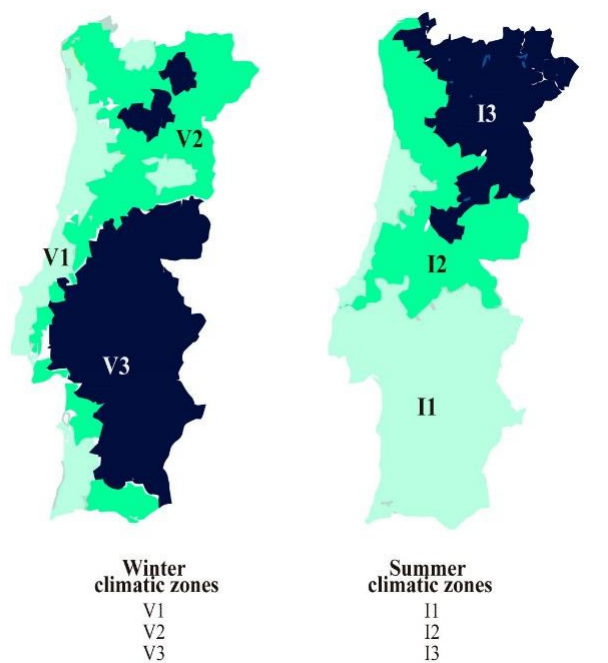 V2
V1
V3
I3
I2
I1
Winter
climatic zones
V1
V2
V3
Summer
climatic zones
I1
I2
I3